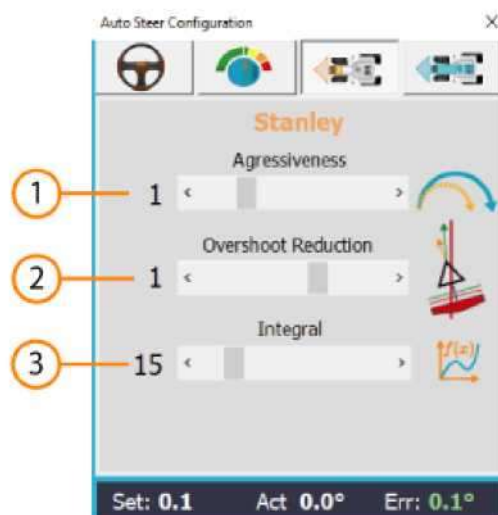 Auto Steer Configuration
Stanley
Agressiveness
1 1
Overshoot Reduction
2 1
Integral
3 15
f(x)
Set: 0.1 Act 0.0° Err: 0.1°